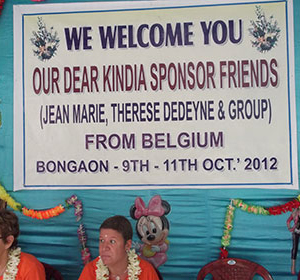 WE WELCOME YOU
OUR DEAR KINDIA SPONSOR FRIENDS
(JEAN MARIE, THERESE DEDEYNE & GROUP)
FROM BELGIUM
BONGAON - 9TH - 11TH OCT.' 2012